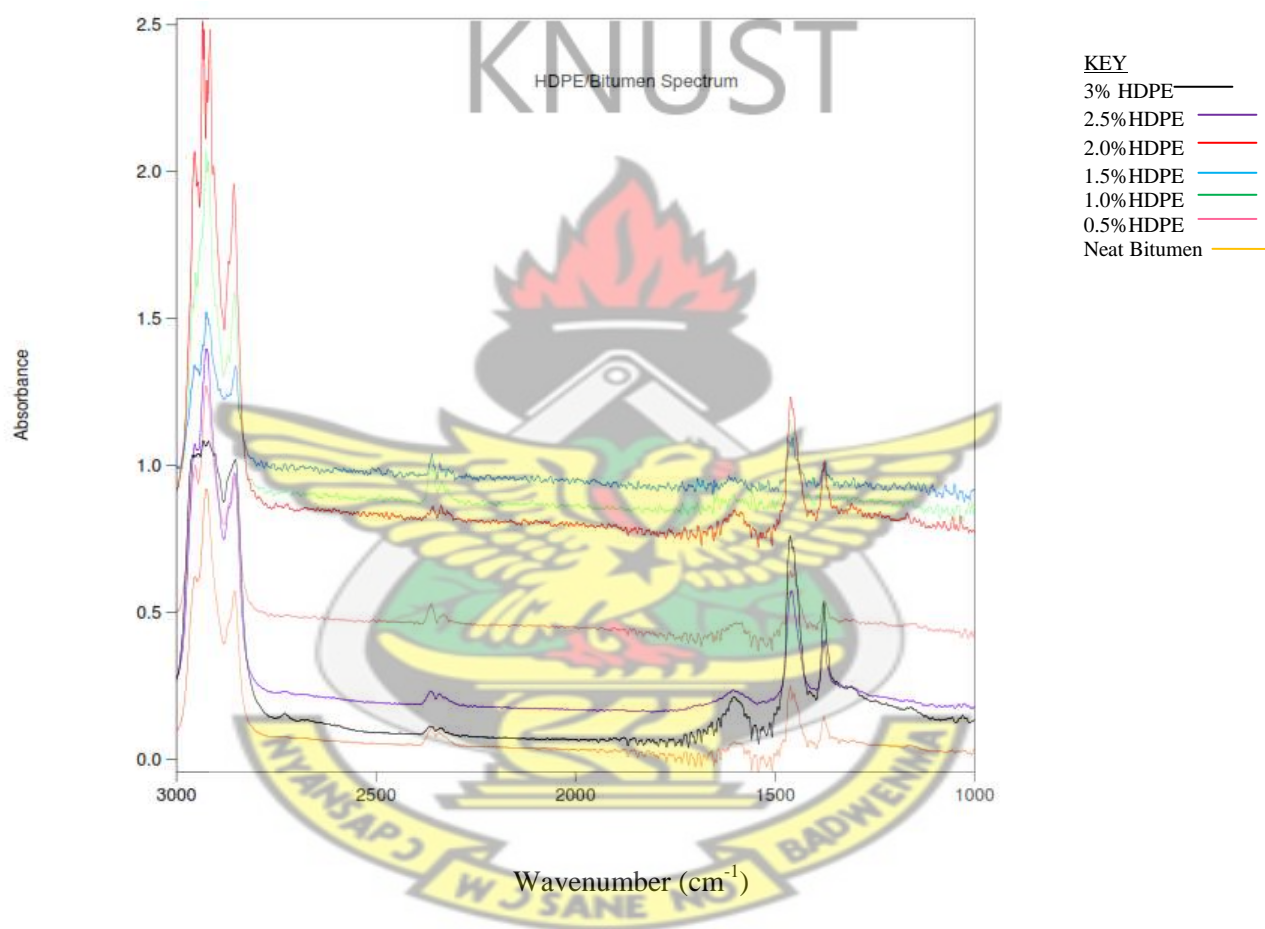 KNUST
HDPE/Bitumen Spectrum
2.5
2.0
1.5
1.0
0.5
0.0
Absorbance
3000 2500 2000 1500 1000
Wavenumber (cm-1)
KEY
3% HDPE
2.5%HDPE
2.0%HDPE
1.5%HDPE
1.0%HDPE
0.5%HDPE
Neat Bitumen
NYANSAPƆ
WƆSANE NO
BADWENMA